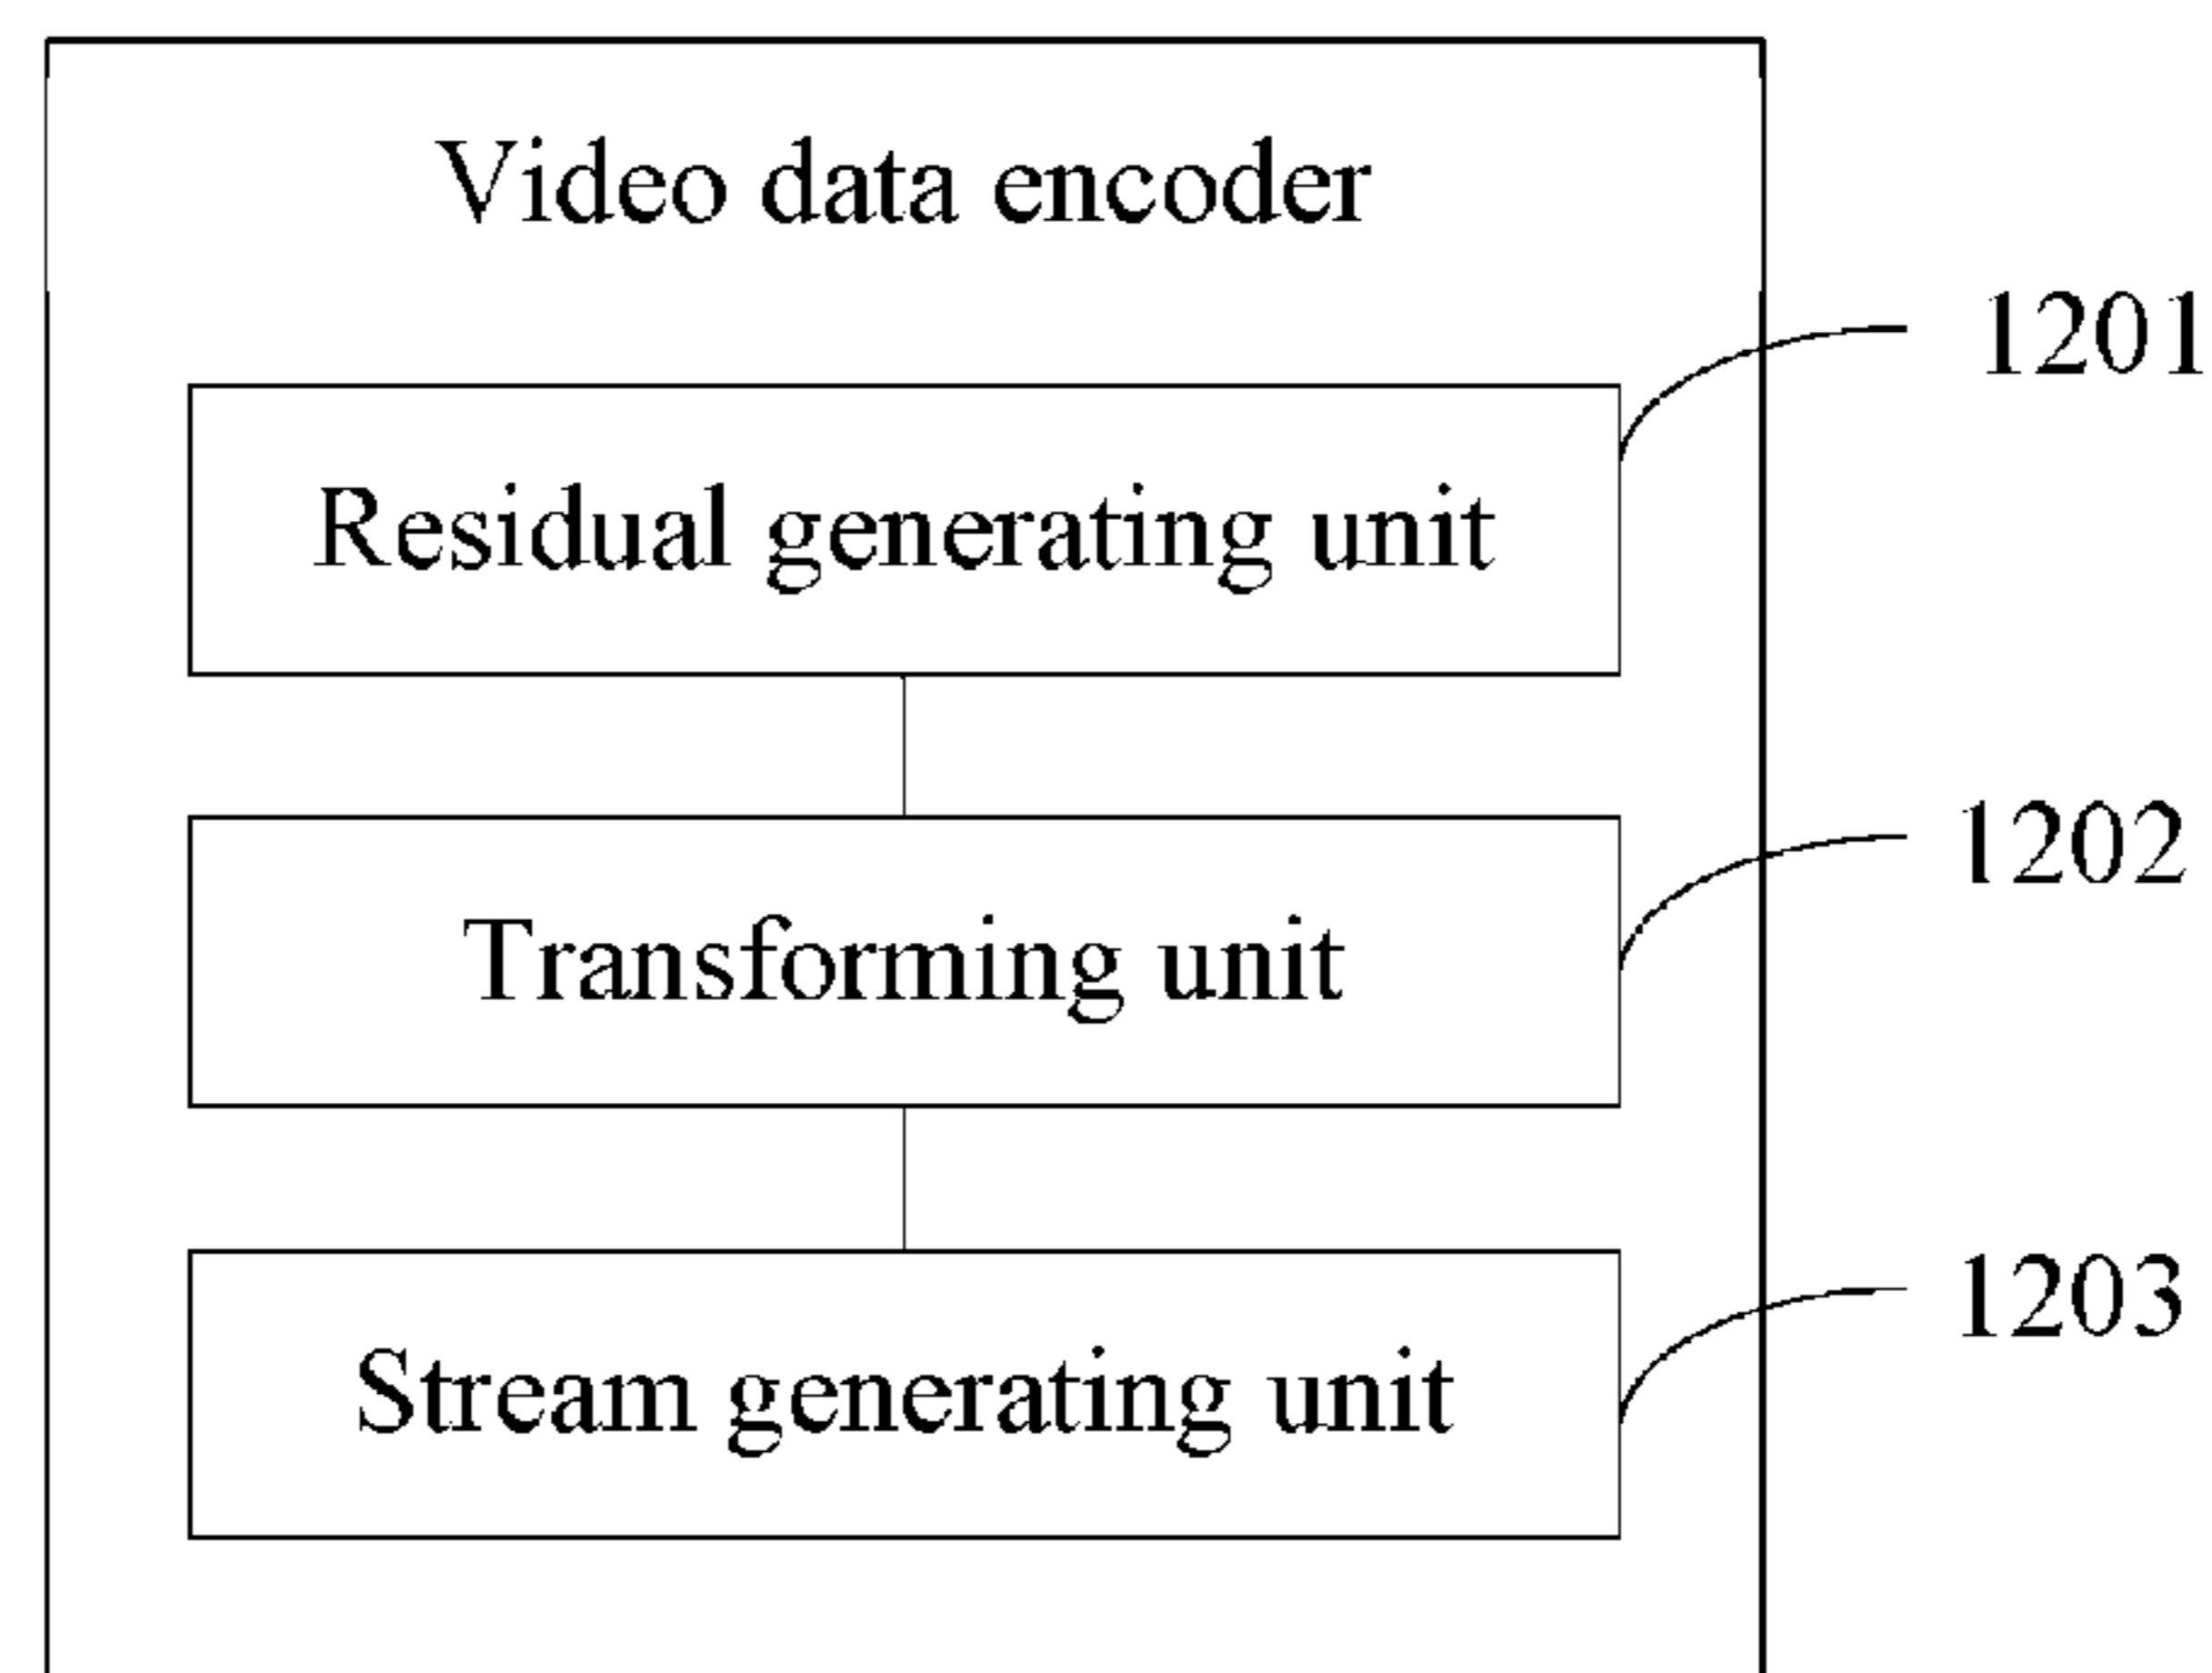 Video data encoder
1201
Residual generating unit
1202
Transforming unit
1203
Stream generating unit